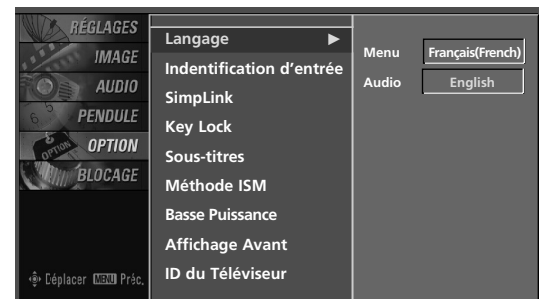 RÉGLAGES
IMAGE
AUDIO
PENDULE
OPTION
BLOCAGE
Déplacer MENU Préc.
Langage ▶
Indentification d'entrée
SimpLink
Key Lock
Sous-titres
Méthode ISM
Basse Puissance
Affichage Avant
ID du Téléviseur
Menu Français(French)
Audio English